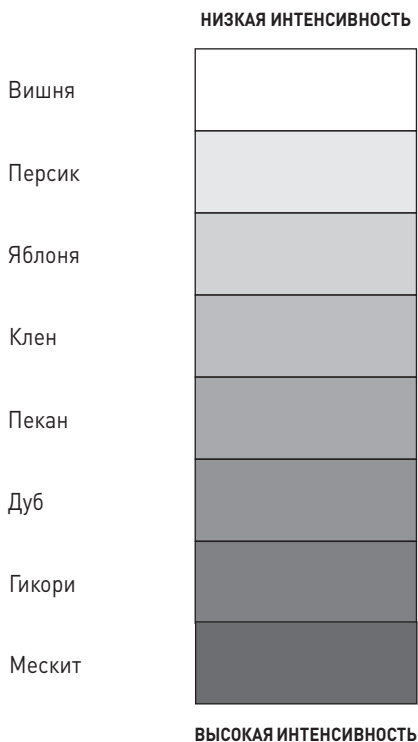 НИЗКАЯ ИНТЕНСИВНОСТЬ
Вишня
Персик
Яблоня
Клен
Пекан
Дуб
Гикори
Мескит
ВЫСОКАЯ ИНТЕНСИВНОСТЬ